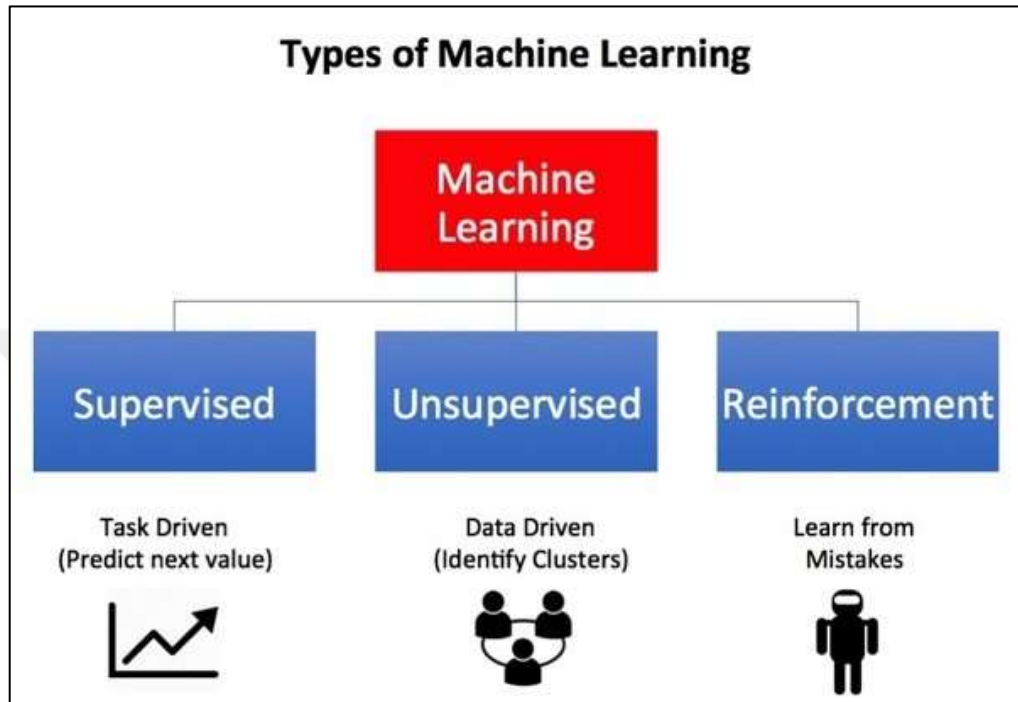 Types of Machine Learning
Machine
Learning
Supervised
Unsupervised
Reinforcement
Task Driven
(Predict next value)
Data Driven
(Identify Clusters)
Learn from
Mistakes